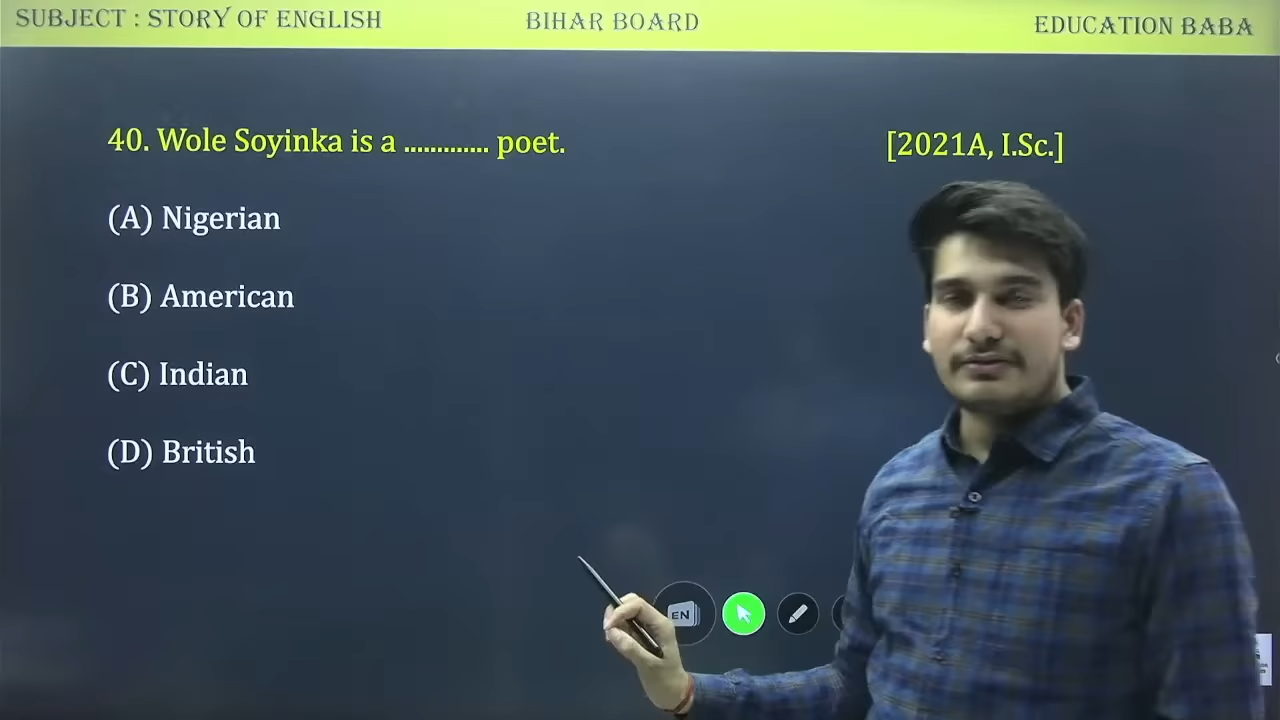 SUBJECT : STORY OF ENGLISH
BIHAR BOARD
EDUCATION BABA
40. Wole Soyinka is a ............. poet.
[2021A, I.Sc.]
(A) Nigerian
(B) American
(C) Indian
(D) British
EN